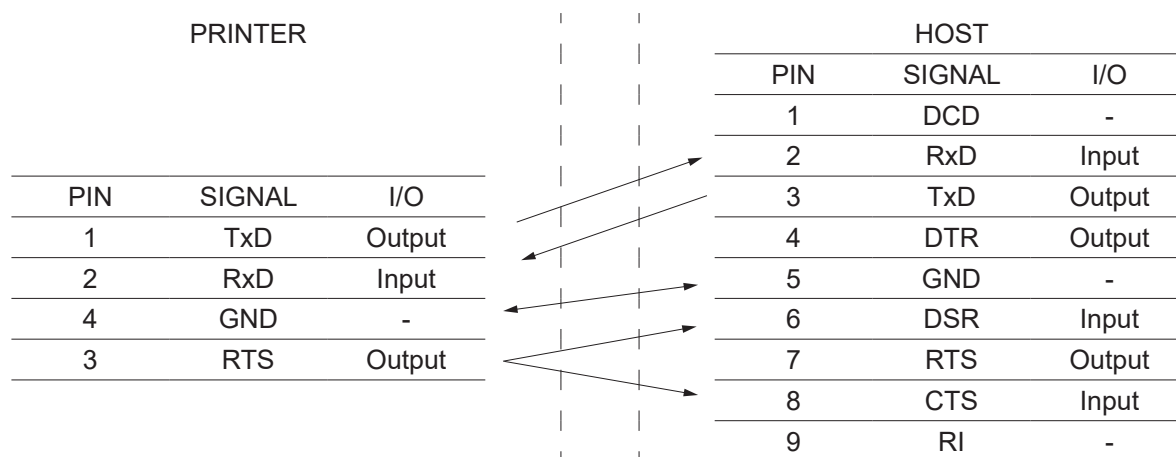 PRINTER
PIN SIGNAL I/O
1 TxD Output
2 RxD Input
4 GND -
3 RTS Output
HOST
PIN SIGNAL I/O
1 DCD -
2 RxD Input
3 TxD Output
4 DTR Output
5 GND -
6 DSR Input
7 RTS Output
8 CTS Input
9 RI -